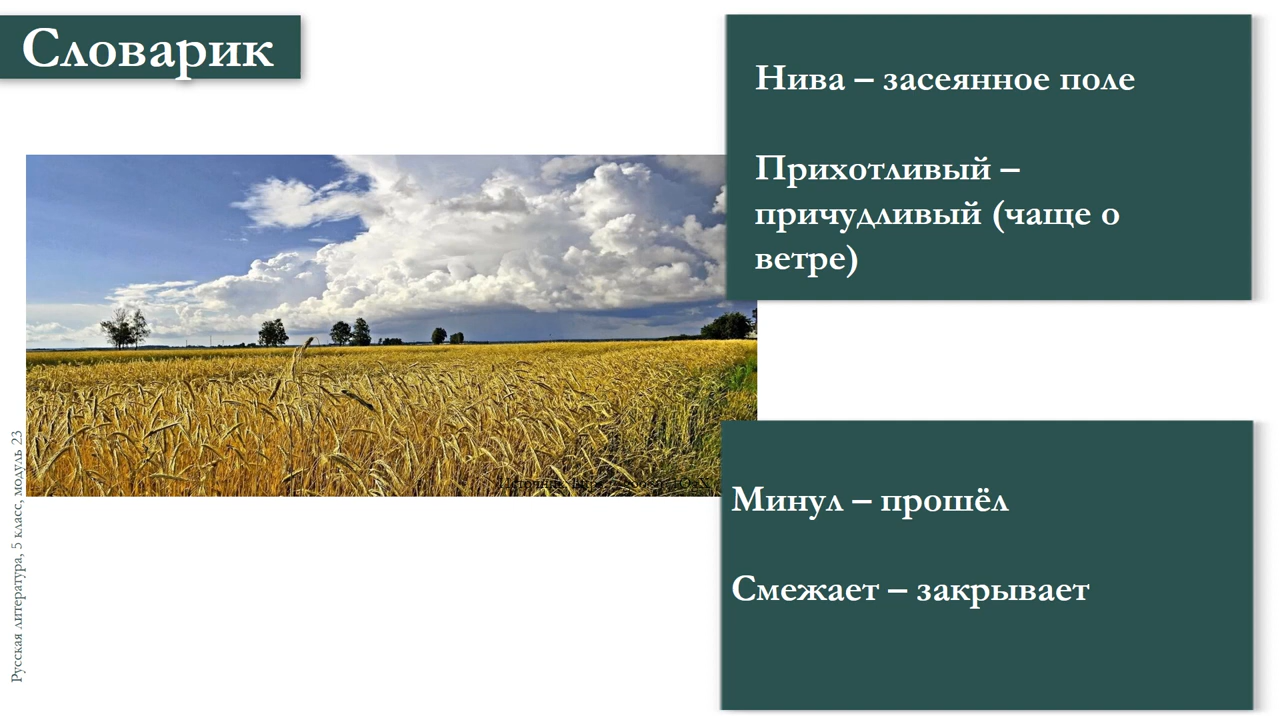 Словарик
Нива – засеянное поле
Прихотливый –
причудливый (чаще о
ветре)
Минул – прошёл
Смежает – закрывает
Русская литература, 5 класс, модуль 23